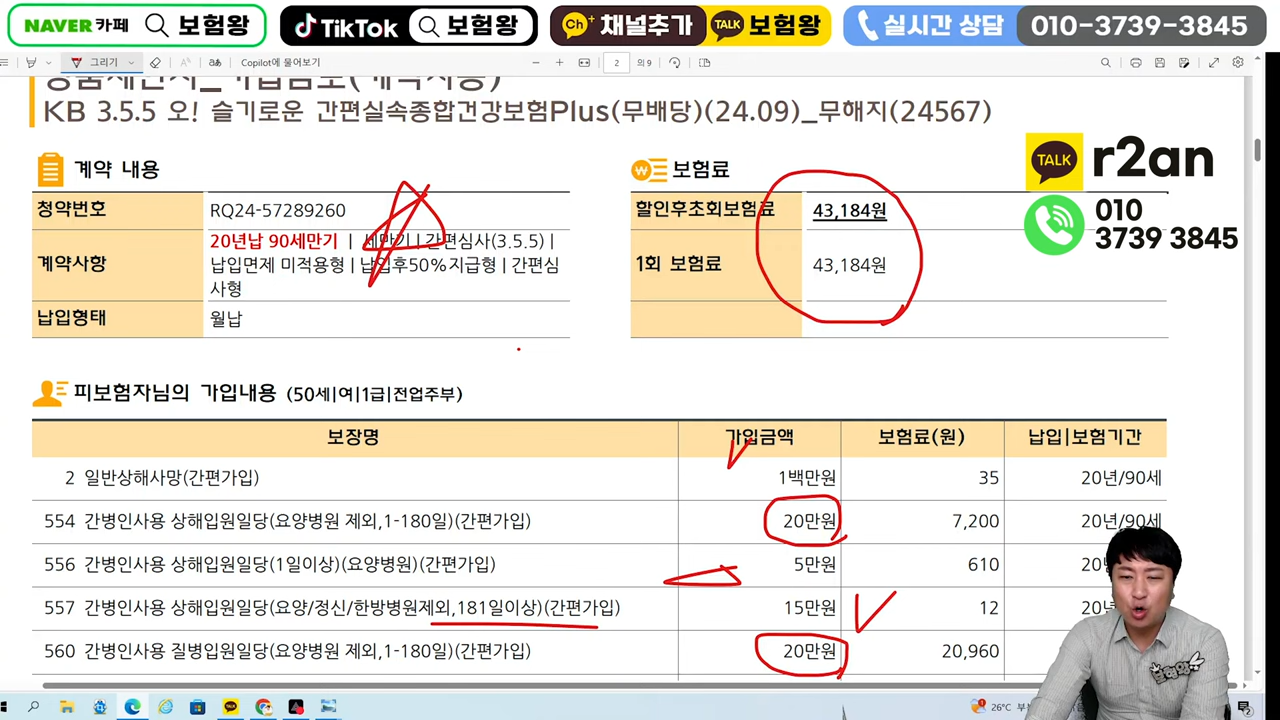 NAVER 카페 보험왕
TikTok 보험왕
Ch+ 채널추가 TALK 보험왕
실시간 상담 010-3739-3845
그리기 Copilot에 물어보기 2 의 9
KB 3.5.5 오! 슬기로운 간편실속종합건강보험Plus(무배당)(24.09)_무해지(24567)
TALK r2an
010
3739 3845
계약 내용
청약번호 RQ24-57289260
계약사항 20년납 90세만기 | 세만기 | 간편심사(3.5.5) |
납입면제 미적용형 | 납입후50%지급형 | 간편심
사형
납입형태 월납
보험료
할인후초회보험료 43,184원
1회 보험료 43,184원
피보험자님의 가입내용 (50세|여|1급|전업주부)
보장명 가입금액 보험료(원) 납입|보험기간
2 일반상해사망(간편가입) 1백만원 35 20년/90세
554 간병인사용 상해입원일당(요양병원 제외,1-180일)(간편가입) 20만원 7,200 20년/90세
556 간병인사용 상해입원일당(1일이상)(요양병원)(간편가입) 5만원 610
557 간병인사용 상해입원일당(요양/정신/한방병원제외,181일이상)(간편가입) 15만원 12
560 간병인사용 질병입원일당(요양병원 제외,1-180일)(간편가입) 20만원 20,960
보험왕
26°C